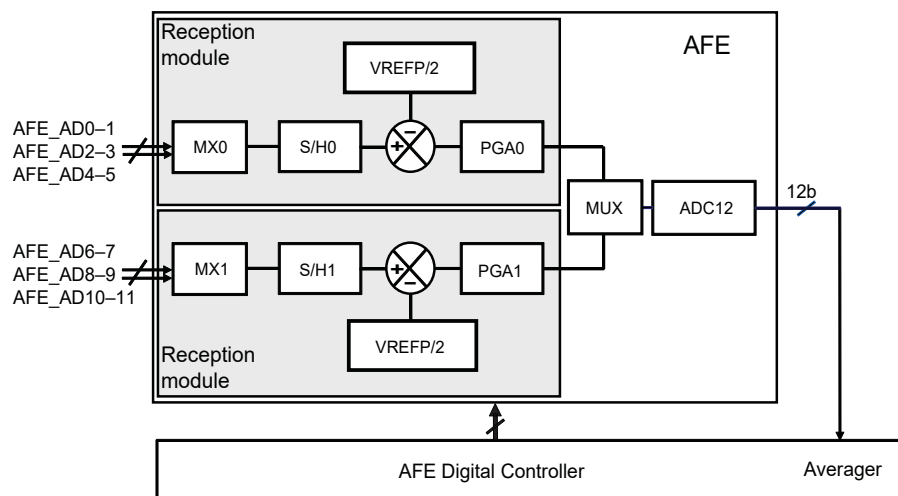 Reception
module
AFE
VREFP/2
AFE_AD0–1
AFE_AD2–3
AFE_AD4–5
MX0
S/H0
+
−
PGA0
MUX
ADC12
12b
AFE_AD6–7
AFE_AD8–9
AFE_AD10–11
MX1
S/H1
+
−
PGA1
VREFP/2
Reception
module
AFE Digital Controller
Averager